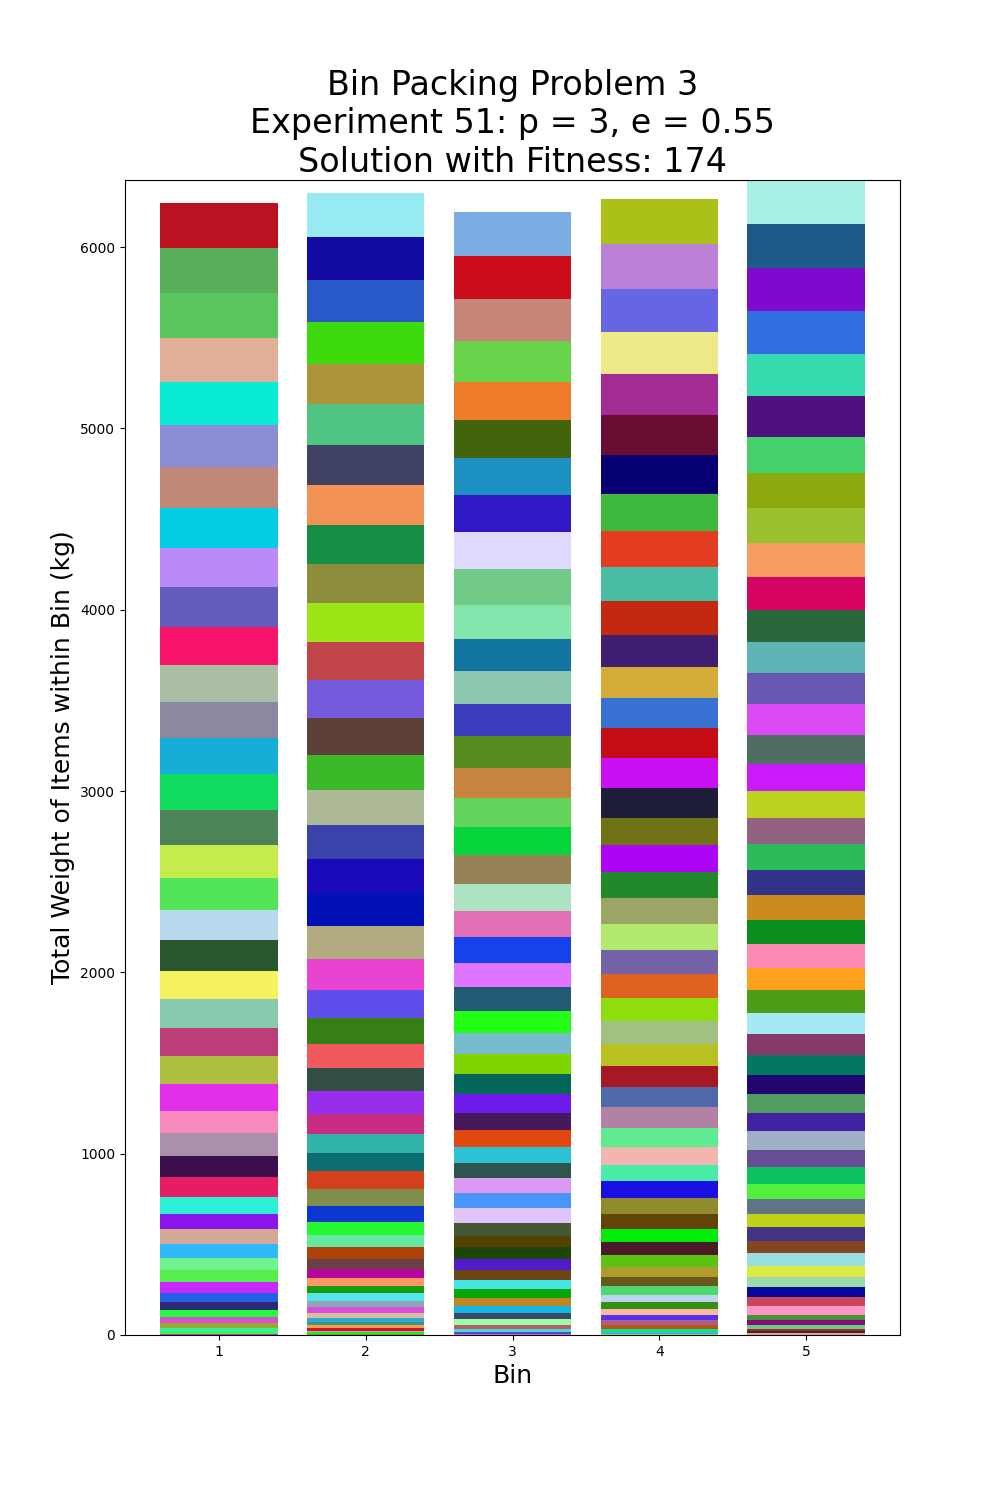 Bin Packing Problem 3
Experiment 51: p = 3, e = 0.55
Solution with Fitness: 174
Total Weight of Items within Bin (kg)
6000
5000
4000
3000
2000
1000
0
1 2 3 4 5
Bin